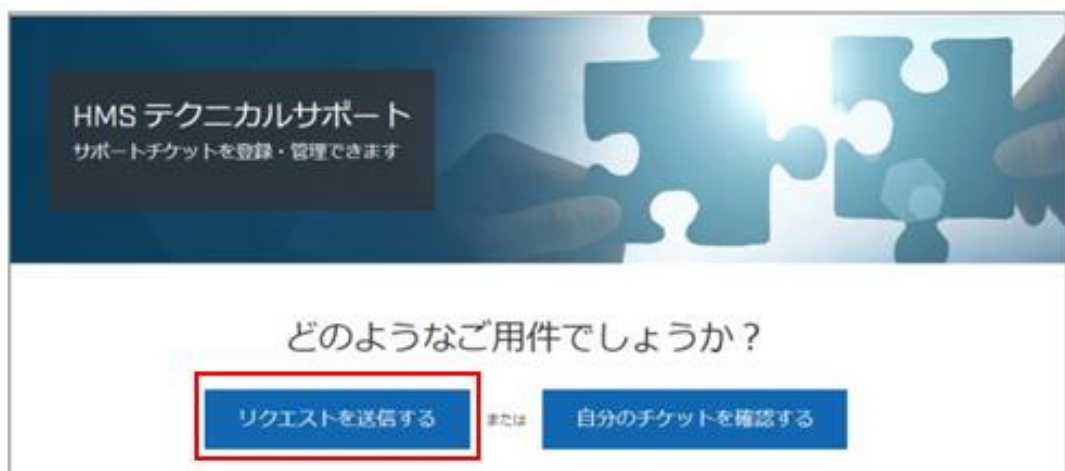 HMS テクニカルサポート
サポートチケットを登録・管理できます
どのようなご用件でしょうか？
リクエストを送信する または 自分のチケットを確認する